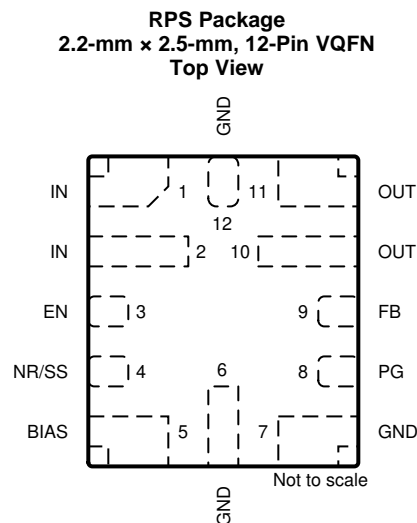 RPS Package
2.2-mm × 2.5-mm, 12-Pin VQFN
Top View
GND
IN 1 11 OUT
12
IN 2 10 OUT
EN 3 9 FB
NR/SS 4 6 8 PG
BIAS 5 7 GND
Not to scale
GND